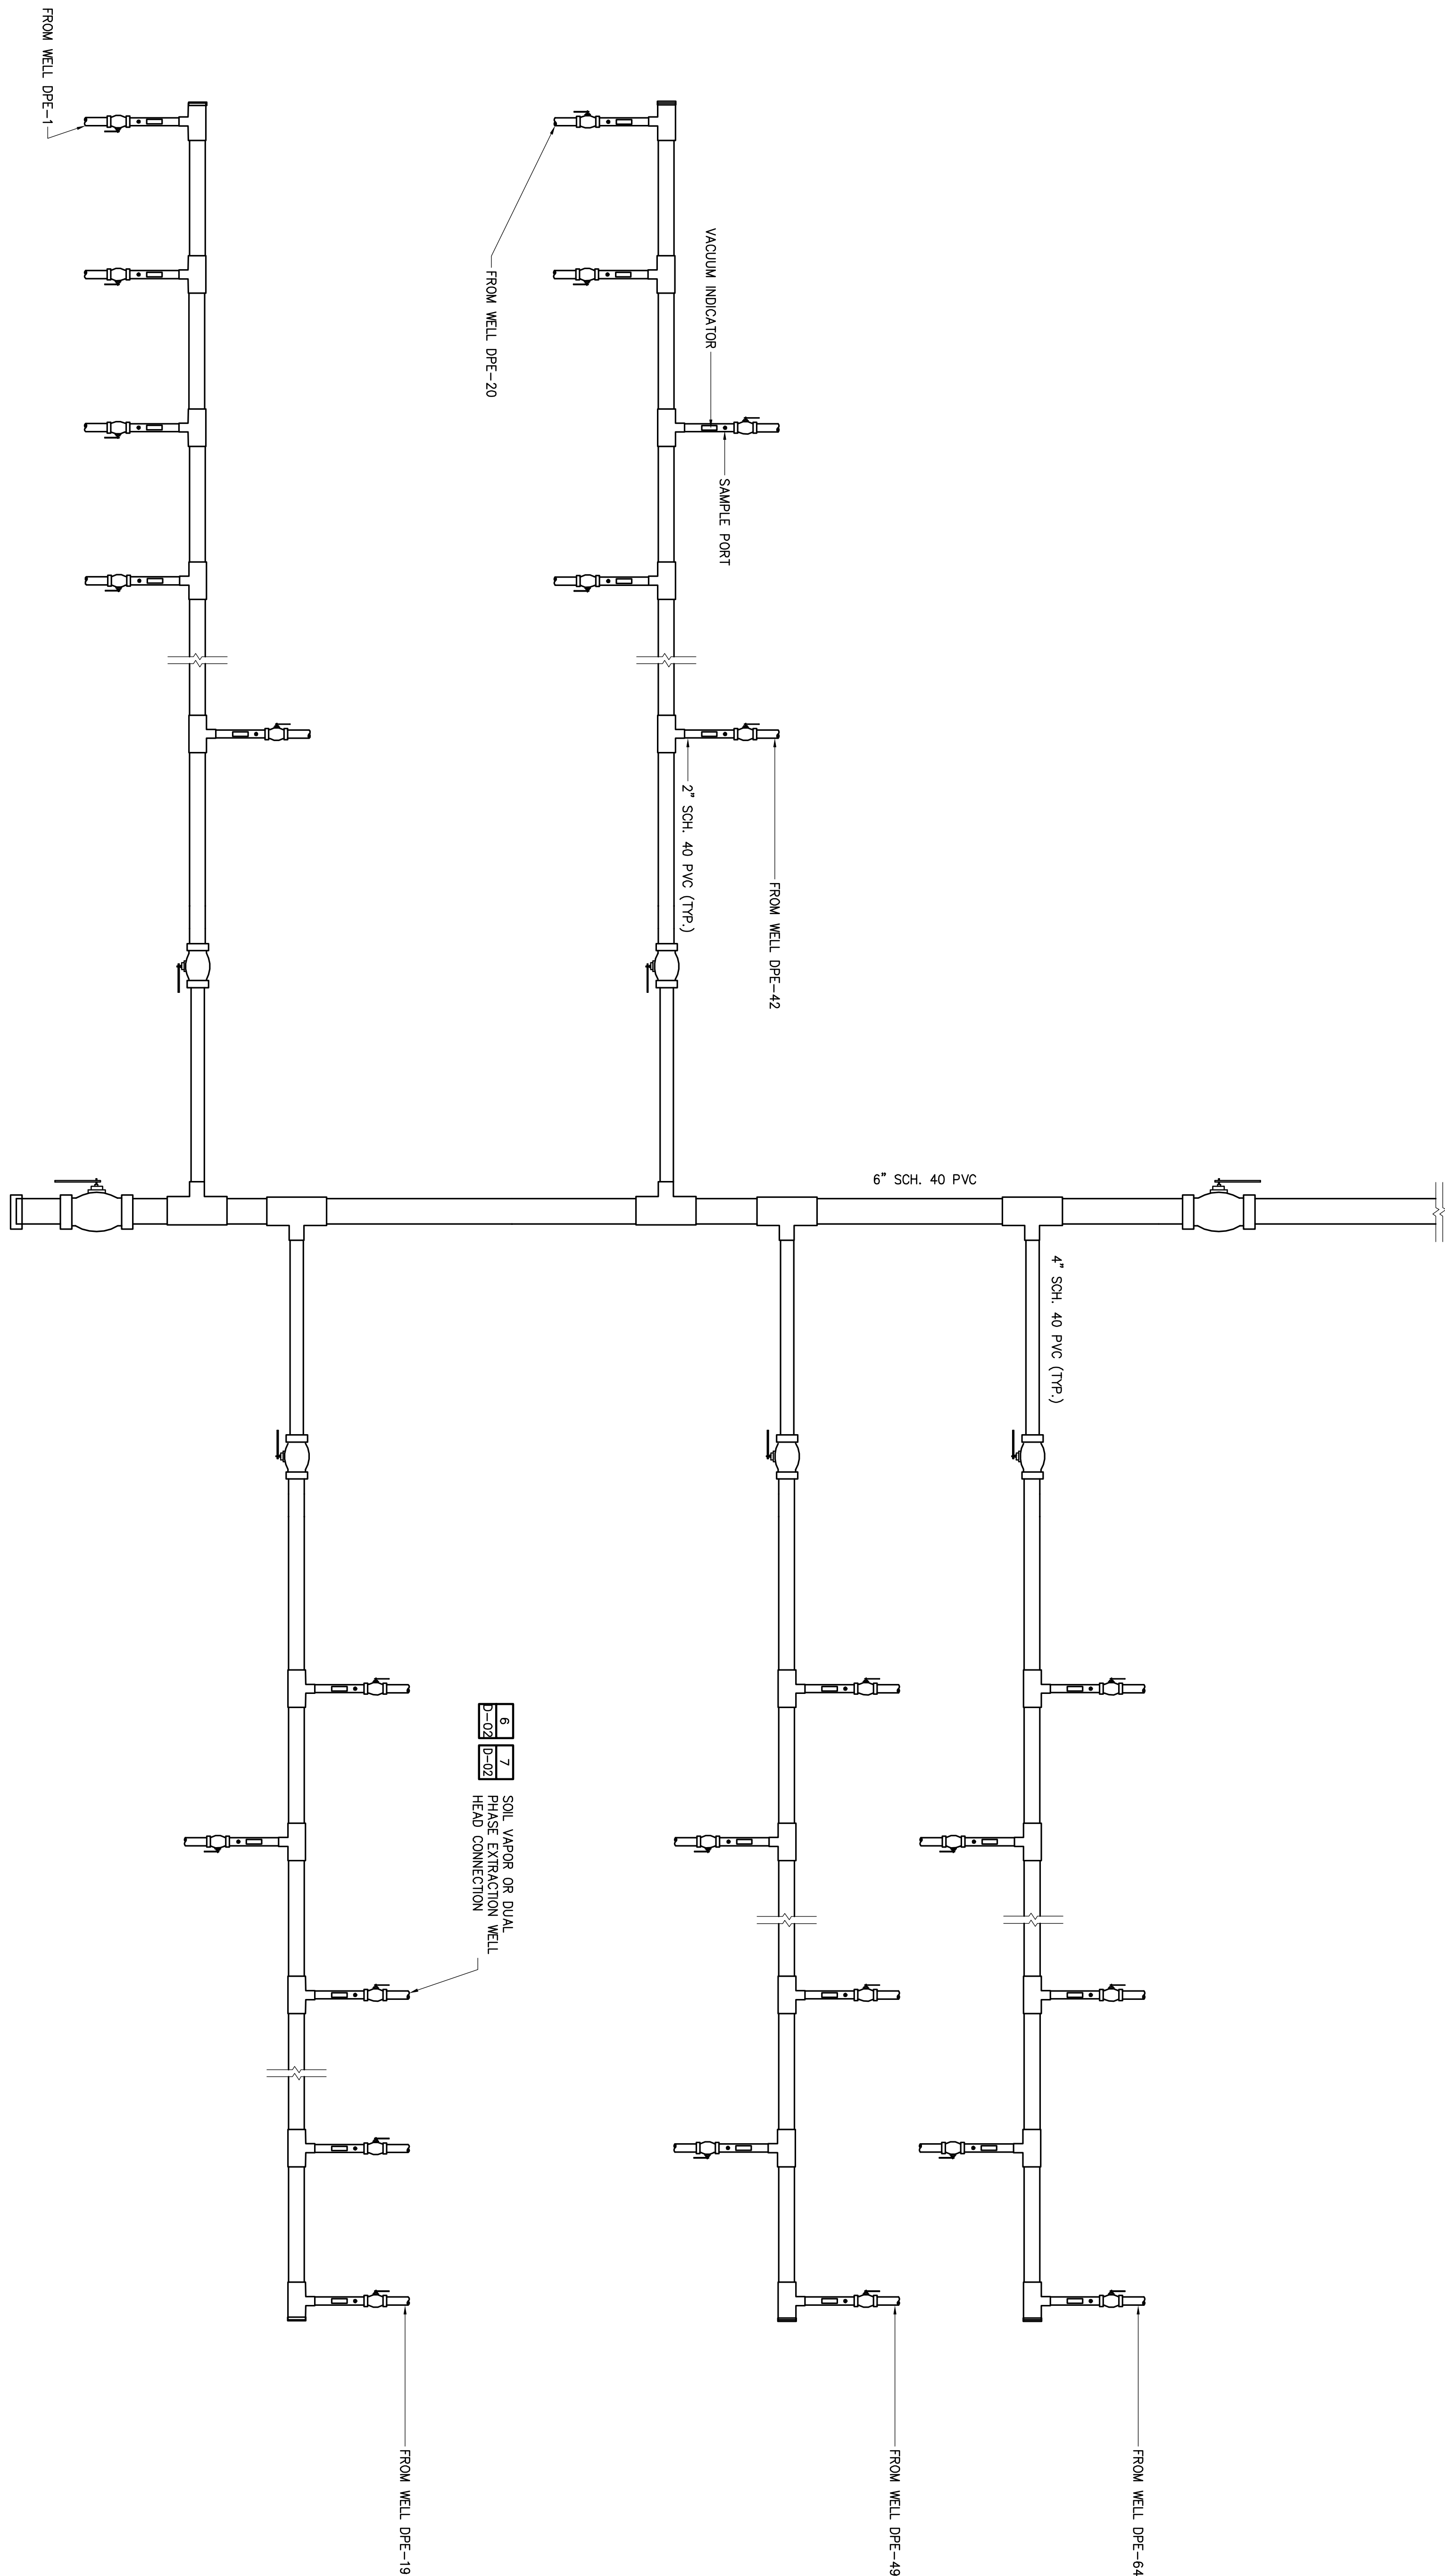 FROM WELL DPE-1
FROM WELL DPE-20
VACUUM INDICATOR
SAMPLE PORT
2" SCH. 40 PVC (TYP.)
FROM WELL DPE-42
6" SCH. 40 PVC
4" SCH. 40 PVC (TYP.)
6
D-02
7
D-02
SOIL VAPOR OR DUAL
PHASE EXTRACTION WELL
HEAD CONNECTION
FROM WELL DPE-19
FROM WELL DPE-49
FROM WELL DPE-64